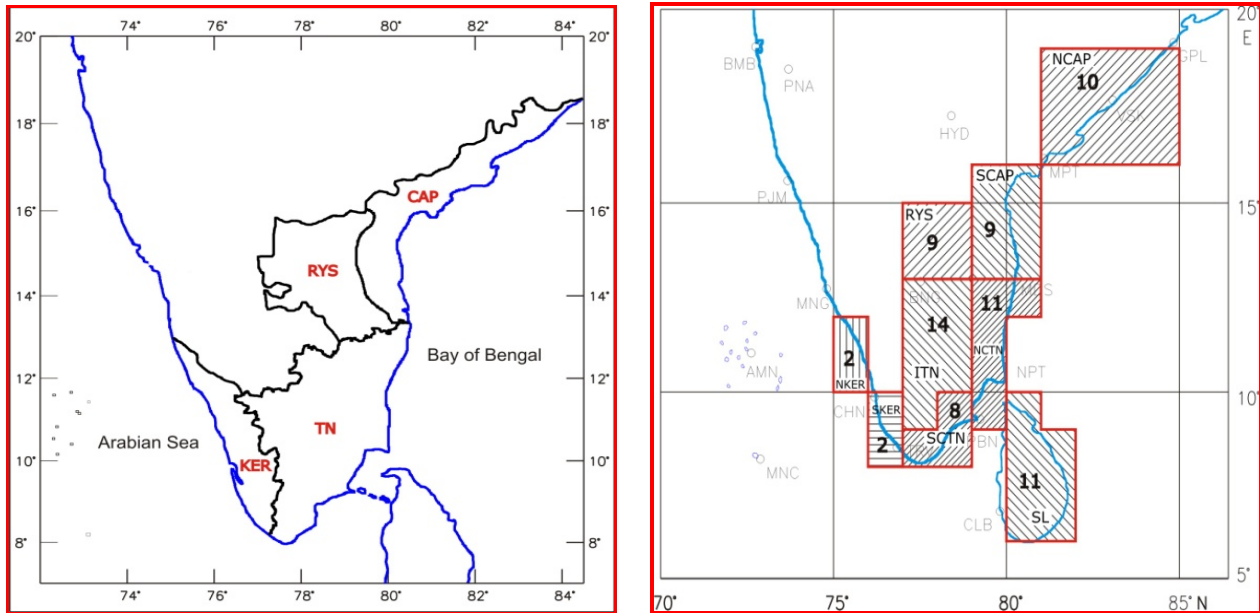 74° 76° 78° 80° 82° 84°
20° 20°
18° 18°
CAP
16° 16°
RYS
14° 14°
Bay of Bengal
12° 12°
TN
Arabian Sea
KER
10° 10°
8° 8°
74° 76° 78° 80° 82° 84°
20°
E
NCAP
10
BMB
GPL
PNA
VSK
HYD
SCAP
MPT
PJM
15°
RYS
9
9
MNG
BNG
11
14
NCTN
2
AMN
ITN
NPT
NKER
10°
CHN
SKER
8
2
SCTN
PBN
MNC
11
CLB
SL
5°
70° 75° 80° 85° N